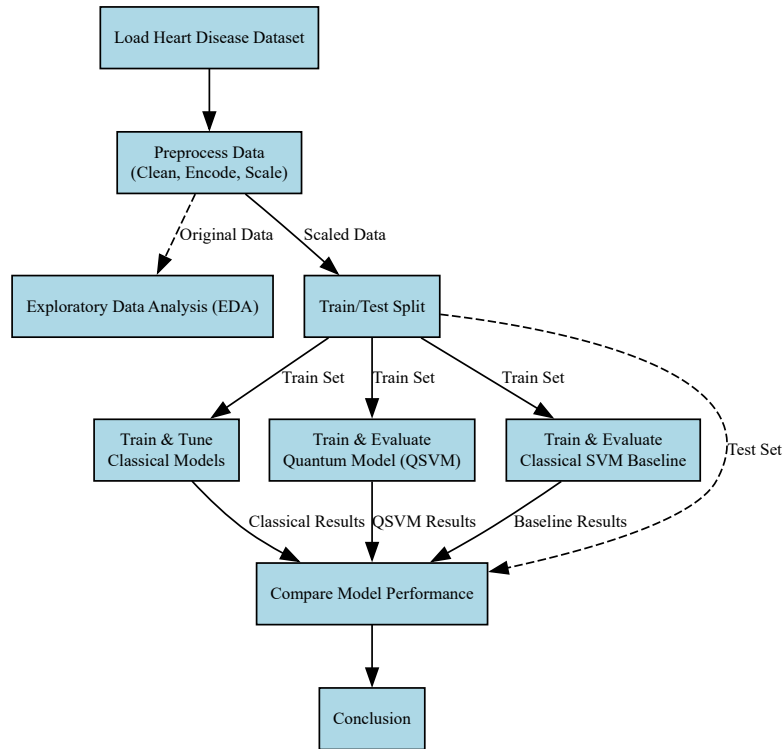 Load Heart Disease Dataset
Preprocess Data
(Clean, Encode, Scale)
Original Data
Scaled Data
Exploratory Data Analysis (EDA)
Train/Test Split
Train Set
Train Set
Train Set
Train & Tune
Classical Models
Train & Evaluate
Quantum Model (QSVM)
Train & Evaluate
Classical SVM Baseline
Test Set
Classical Results
QSVM Results
Baseline Results
Compare Model Performance
Conclusion